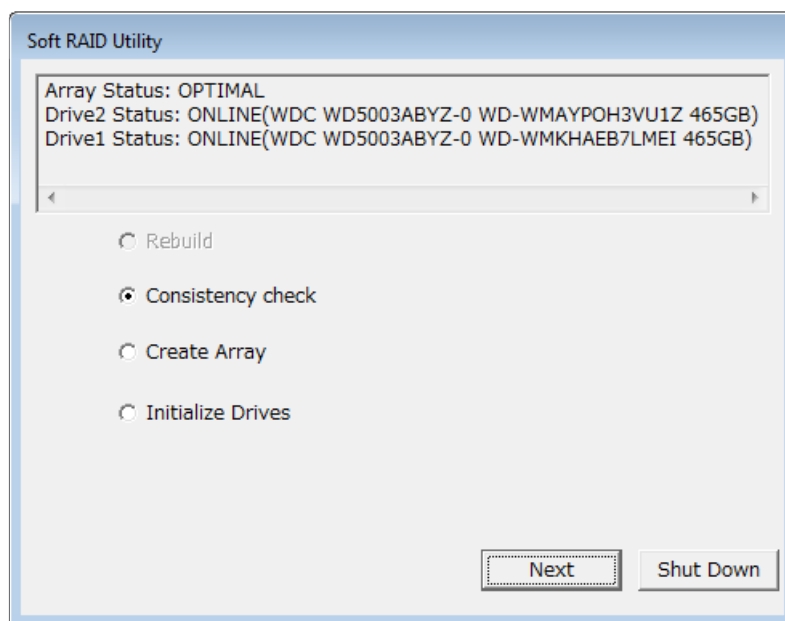 Soft RAID Utility
Array Status: OPTIMAL
Drive2 Status: ONLINE(WDC WD5003ABYZ-0 WD-WMAYPOH3VU1Z 465GB)
Drive1 Status: ONLINE(WDC WD5003ABYZ-0 WD-WMKHAEB7LMEI 465GB)
Rebuild
Consistency check
Create Array
Initialize Drives
Next
Shut Down